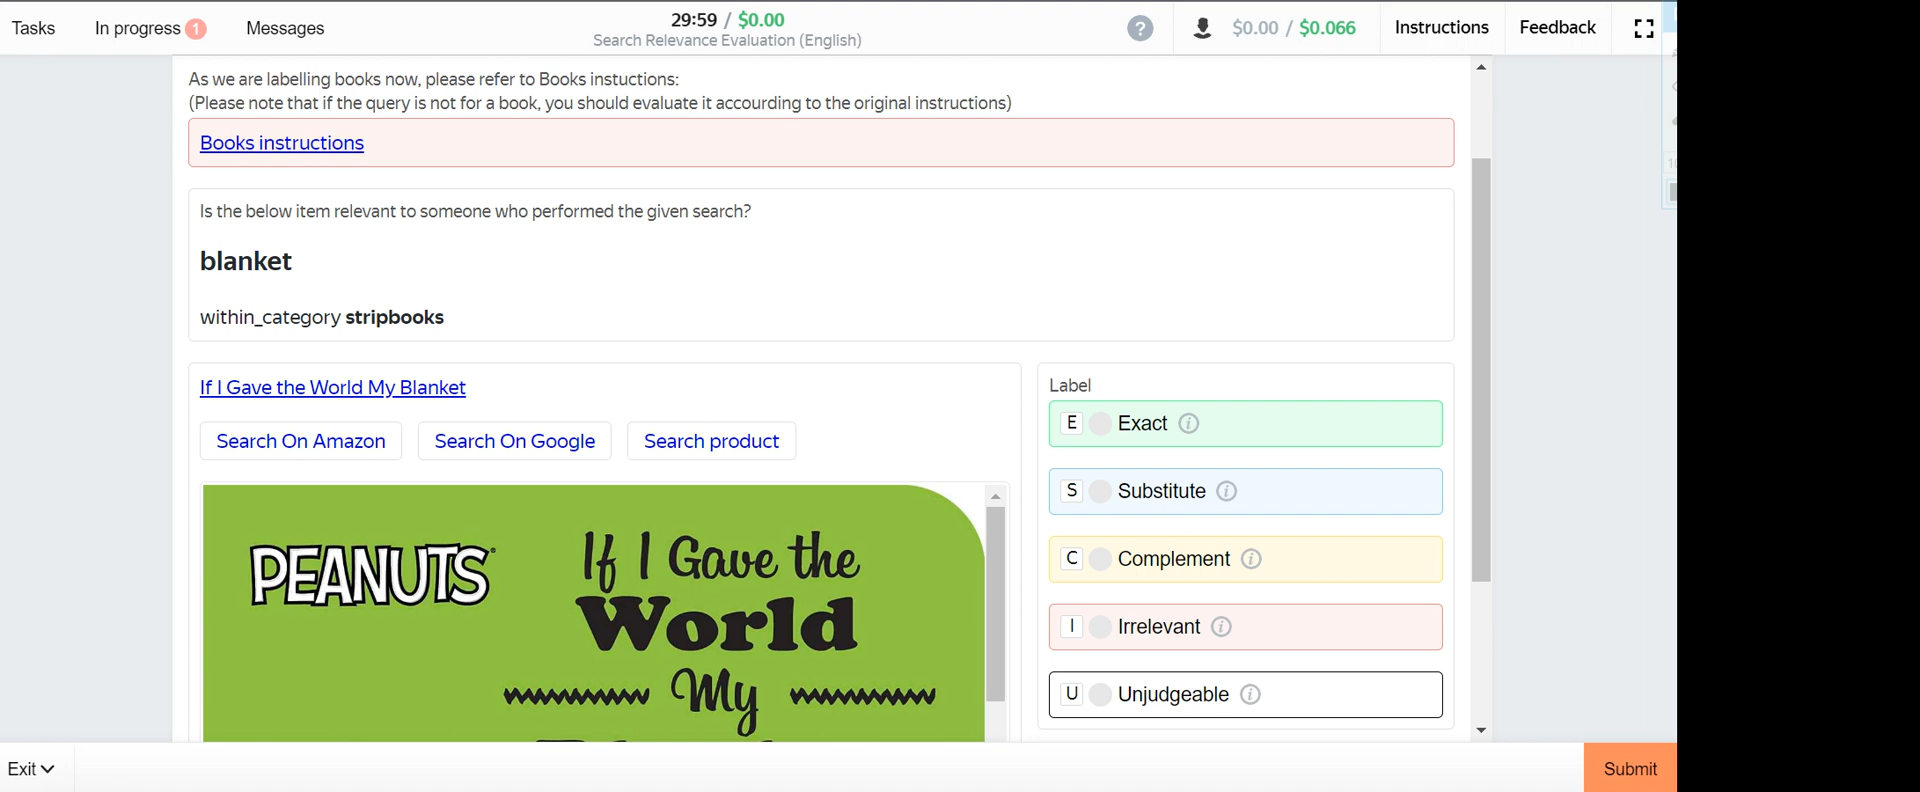 Tasks
In progress 1
Messages
29:59 / $0.00
Search Relevance Evaluation (English)
?
$0.00 / $0.066
Instructions
Feedback
As we are labelling books now, please refer to Books instuctions:
(Please note that if the query is not for a book, you should evaluate it accourding to the original instructions)
Books instructions
Is the below item relevant to someone who performed the given search?
blanket
within_category stripbooks
If I Gave the World My Blanket
Search On Amazon
Search On Google
Search product
PEANUTS
If I Gave the
World
My
Label
E Exact i
S Substitute i
C Complement i
I Irrelevant i
U Unjudgeable i
Exit
Submit